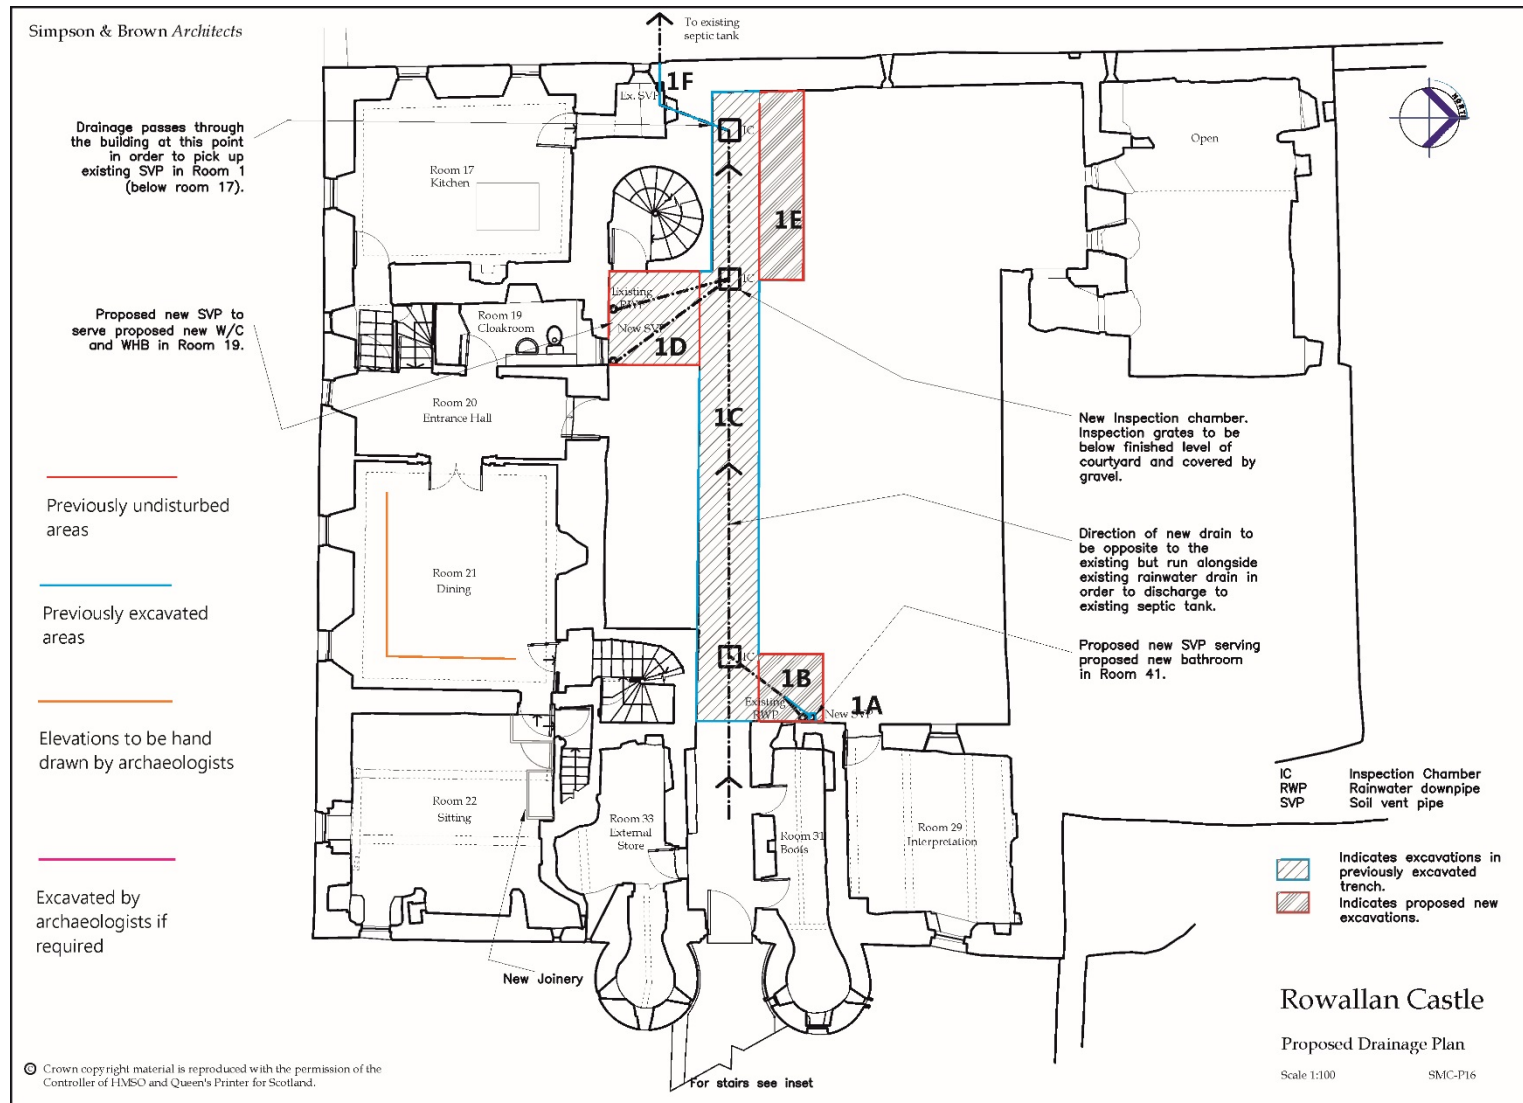 Simpson & Brown Architects
To existing
septic tank
1F
Ex. SVP
IC
NORTH
Open
Drainage passes through
the building at this point
in order to pick up
existing SVP in Room 1
(below room 17).
Room 17
Kitchen
1E
IC
Existing
RWP
New SVP
1D
Room 19
Cloakroom
Proposed new SVP to
serve proposed new W/C
and WHB in Room 19.
Room 20
Entrance Hall
1C
New Inspection chamber.
Inspection grates to be
below finished level of
courtyard and covered by
gravel.
Previously undisturbed
areas
Direction of new drain to
be opposite to the
existing but run alongside
existing rainwater drain in
order to discharge to
existing septic tank.
Room 21
Dining
Previously excavated
areas
Proposed new SVP serving
proposed new bathroom
in Room 41.
IC
1B
Existing
RWP
1A
New SVP
Elevations to be hand
drawn by archaeologists
IC Inspection Chamber
RWP Rainwater downpipe
SVP Soil vent pipe
Room 22
Sitting
Room 33
External
Store
Room 31
Boots
Room 29
Interpretation
Indicates excavations in
previously excavated
trench.
Indicates proposed new
excavations.
Excavated by
archaeologists if
required
New Joinery
Rowallan Castle
Proposed Drainage Plan
Scale 1:100 SMC-P16
© Crown copyright material is reproduced with the permission of the
Controller of HMSO and Queen's Printer for Scotland.
For stairs see inset